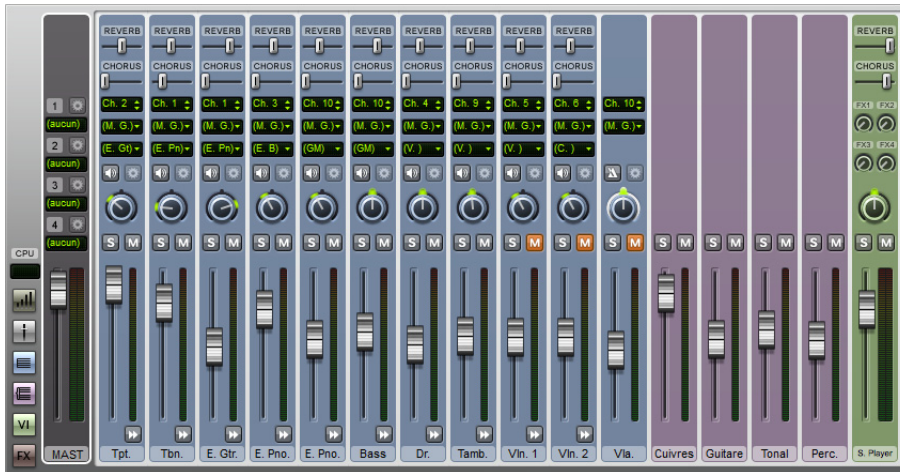 REVERB REVERB REVERB REVERB REVERB REVERB REVERB REVERB REVERB REVERB REVERB
CHORUS CHORUS CHORUS CHORUS CHORUS CHORUS CHORUS CHORUS CHORUS CHORUS CHORUS
1 Ch. 2 Ch. 1 Ch. 1 Ch. 3 Ch. 10 Ch. 10 Ch. 4 Ch. 9 Ch. 5 Ch. 6 Ch. 10 FX1 FX2
(aucun) (M. G.) (M. G.) (M. G.) (M. G.) (M. G.) (M. G.) (M. G.) (M. G.) (M. G.) (M. G.) (M. G.)
2 (E. Gt) (E. Pn) (E. Pn) (E. B) (GM) (GM) (V. ) (V. ) (V. ) (C. ) FX3 FX4
(aucun)
3
(aucun)
4
(aucun) S M S M S M S M S M S M S M S M S M S M S M S M S M S M S M S M
CPU
VI
FX
MAST Tpt. Tbn. E. Gtr. E. Pno. E. Pno. Bass Dr. Tamb. Vln. 1 Vln. 2 Vla. Cuivres Guitare Tonal Perc. S. Player